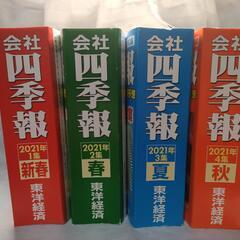 会社
四季報
2021年
1集
新春
東洋経済
会社
四季報
2021年
2集
春
東洋経済
会社
四季報
2021年
3集
夏
東洋経済
会社
四季報
2021年
4集
秋
東洋経済